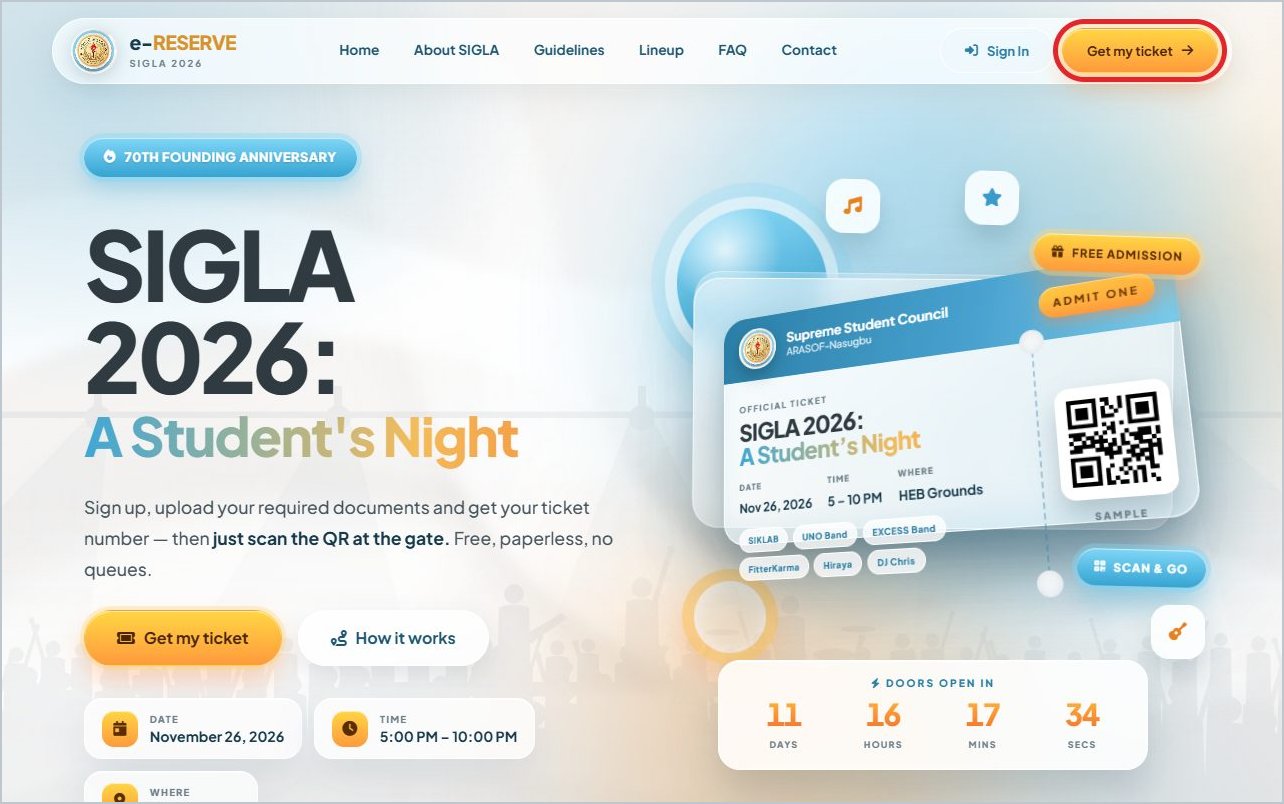 e-RESERVE
SIGLA 2026
Home
About SIGLA
Guidelines
Lineup
FAQ
Contact
Sign In
Get my ticket
70TH FOUNDING ANNIVERSARY
SIGLA
2026:
A Student's Night
Sign up, upload your required documents and get your ticket
number — then just scan the QR at the gate. Free, paperless, no
queues.
Get my ticket
How it works
DATE
November 26, 2026
TIME
5:00 PM – 10:00 PM
WHERE
FREE ADMISSION
ADMIT ONE
Supreme Student Council
ARASOF-Nasugbu
OFFICIAL TICKET
SIGLA 2026:
A Student's Night
DATE
Nov 26, 2026
TIME
5 – 10 PM
WHERE
HEB Grounds
SIKLAB
UNO Band
EXCESS Band
FitterKarma
Hiraya
DJ Chris
SAMPLE
SCAN & GO
DOORS OPEN IN
11
DAYS
16
HOURS
17
MINS
34
SECS